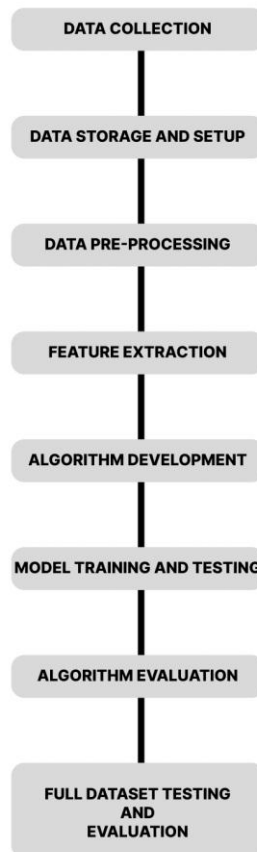 DATA COLLECTION
DATA STORAGE AND SETUP
DATA PRE-PROCESSING
FEATURE EXTRACTION
ALGORITHM DEVELOPMENT
MODEL TRAINING AND TESTING
ALGORITHM EVALUATION
FULL DATASET TESTING
AND
EVALUATION